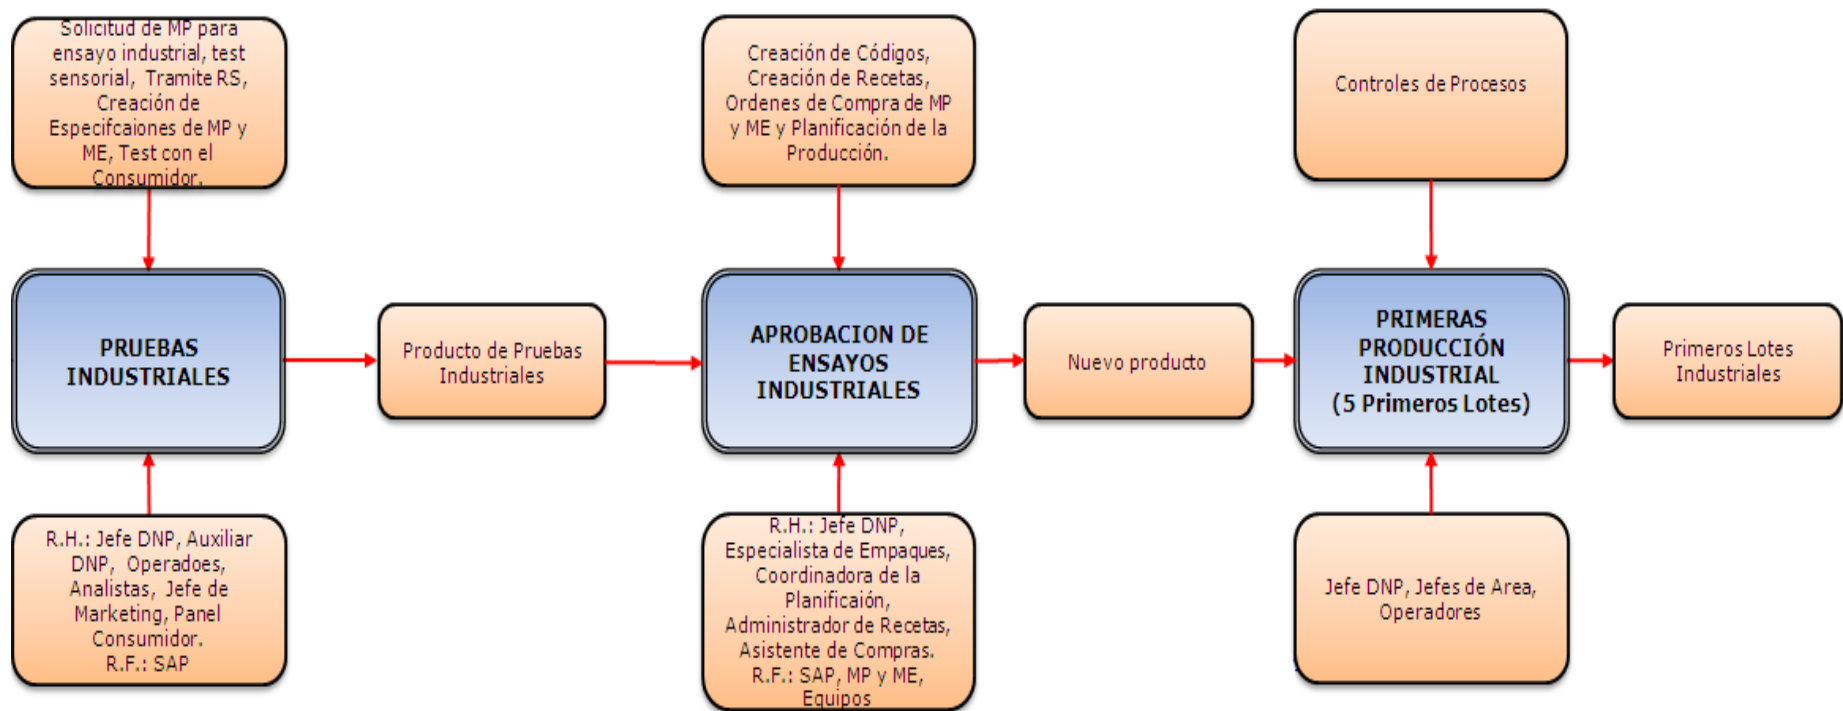 Solicitud de MP para
ensayo industrial, test
sensorial, Tramite RS,
Creación de
Especifcaiones de MP y
ME, Test con el
Consumidor.
Creación de Códigos,
Creación de Recetas,
Ordenes de Compra de MP
y ME y Planificación de la
Producción.
Controles de Procesos
PRUEBAS
INDUSTRIALES
Producto de Pruebas
Industriales
APROBACION DE
ENSAYOS
INDUSTRIALES
Nuevo producto
PRIMERAS
PRODUCCIÓN
INDUSTRIAL
(5 Primeros Lotes)
Primeros Lotes
Industriales
R.H.: Jefe DNP, Auxiliar
DNP, Operadoes,
Analistas, Jefe de
Marketing, Panel
Consumidor.
R.F.: SAP
R.H.: Jefe DNP,
Especialista de Empaques,
Coordinadora de la
Planificaión,
Administrador de Recetas,
Asistente de Compras.
R.F.: SAP, MP y ME,
Equipos
Jefe DNP, Jefes de Area,
Operadores